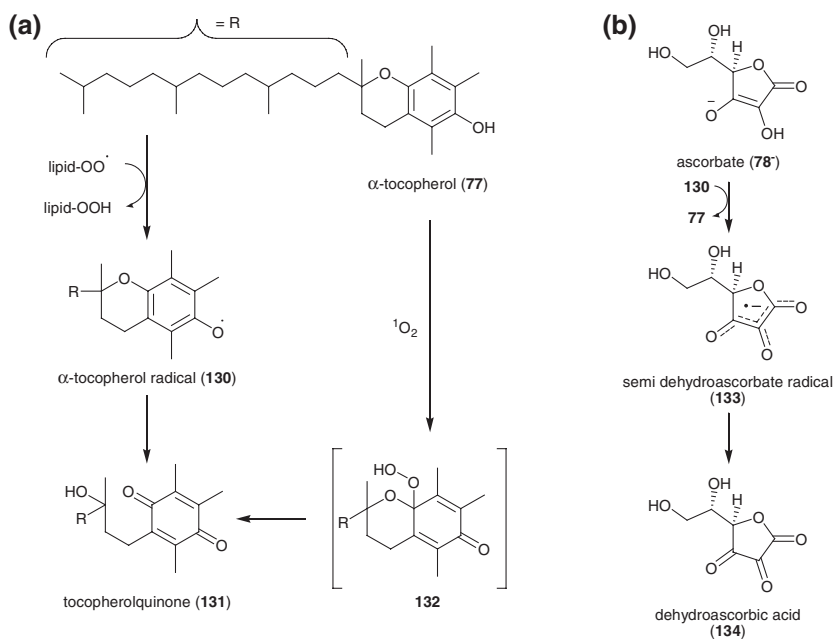 (a)
= R
O
OH
α-tocopherol (77)
lipid-OO•
lipid-OOH
R
O
O•
α-tocopherol radical (130)
¹O₂
HO
R
O
O
tocopherolquinone (131)
HO
O
O
R
O
132
(b)
OH
HO
H
O
O
⁻O
OH
ascorbate (78⁻)
130
77
OH
HO
H
O
O
• –
O
O
semi dehydroascorbate radical
(133)
OH
HO
H
O
O
O
O
dehydroascorbic acid
(134)